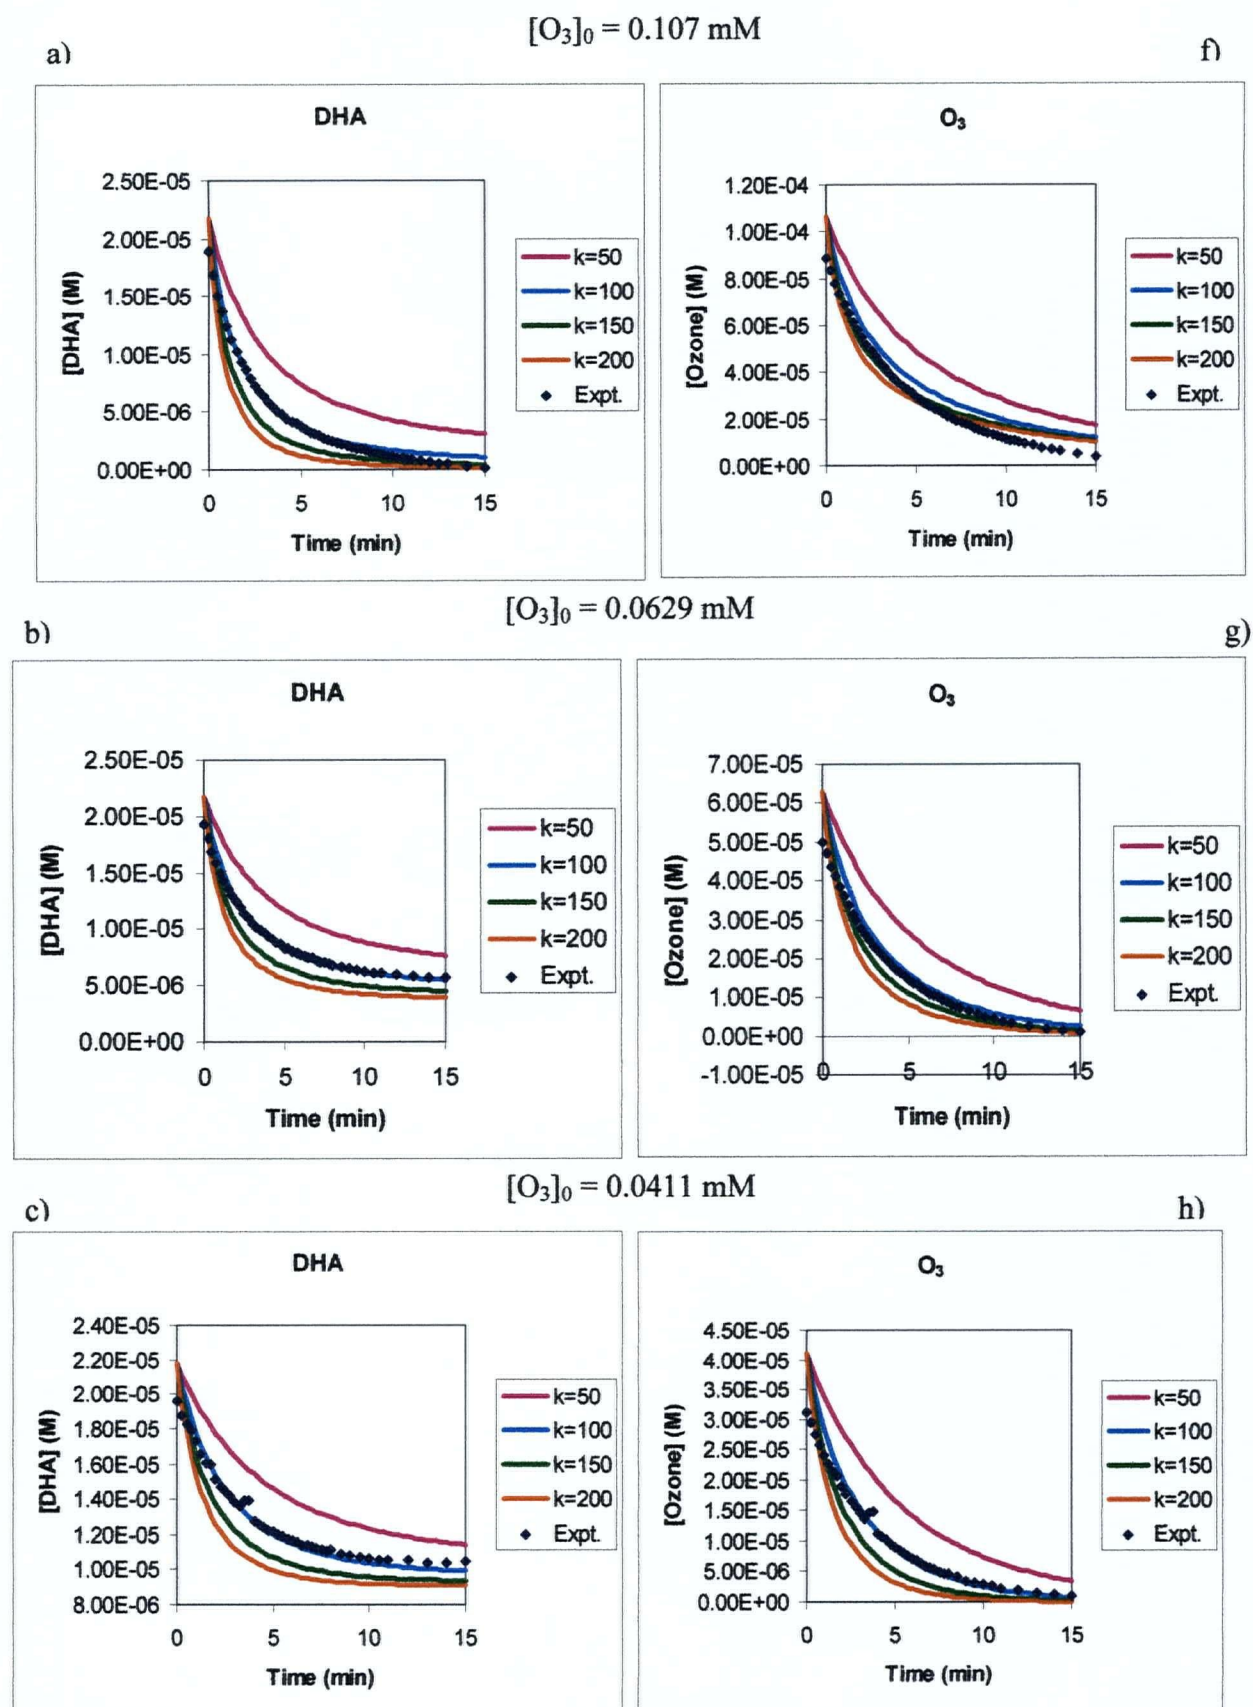 [O₃]₀ = 0.107 mM
a)
f)
DHA
2.50E-05
2.00E-05
1.50E-05
1.00E-05
5.00E-06
0.00E+00
[DHA] (M)
0 5 10 15
Time (min)
k=50
k=100
k=150
k=200
Expt.
O₃
1.20E-04
1.00E-04
8.00E-05
6.00E-05
4.00E-05
2.00E-05
0.00E+00
[Ozone] (M)
0 5 10 15
Time (min)
k=50
k=100
k=150
k=200
Expt.
[O₃]₀ = 0.0629 mM
b)
g)
DHA
2.50E-05
2.00E-05
1.50E-05
1.00E-05
5.00E-06
0.00E+00
[DHA] (M)
0 5 10 15
Time (min)
k=50
k=100
k=150
k=200
Expt.
O₃
7.00E-05
6.00E-05
5.00E-05
4.00E-05
3.00E-05
2.00E-05
1.00E-05
0.00E+00
-1.00E-05
[Ozone] (M)
0 5 10 15
Time (min)
k=50
k=100
k=150
k=200
Expt.
[O₃]₀ = 0.0411 mM
c)
h)
DHA
2.40E-05
2.20E-05
2.00E-05
1.80E-05
1.60E-05
1.40E-05
1.20E-05
1.00E-05
8.00E-06
[DHA] (M)
0 5 10 15
Time (min)
k=50
k=100
k=150
k=200
Expt.
O₃
4.50E-05
4.00E-05
3.50E-05
3.00E-05
2.50E-05
2.00E-05
1.50E-05
1.00E-05
5.00E-06
0.00E+00
[Ozone] (M)
0 5 10 15
Time (min)
k=50
k=100
k=150
k=200
Expt.